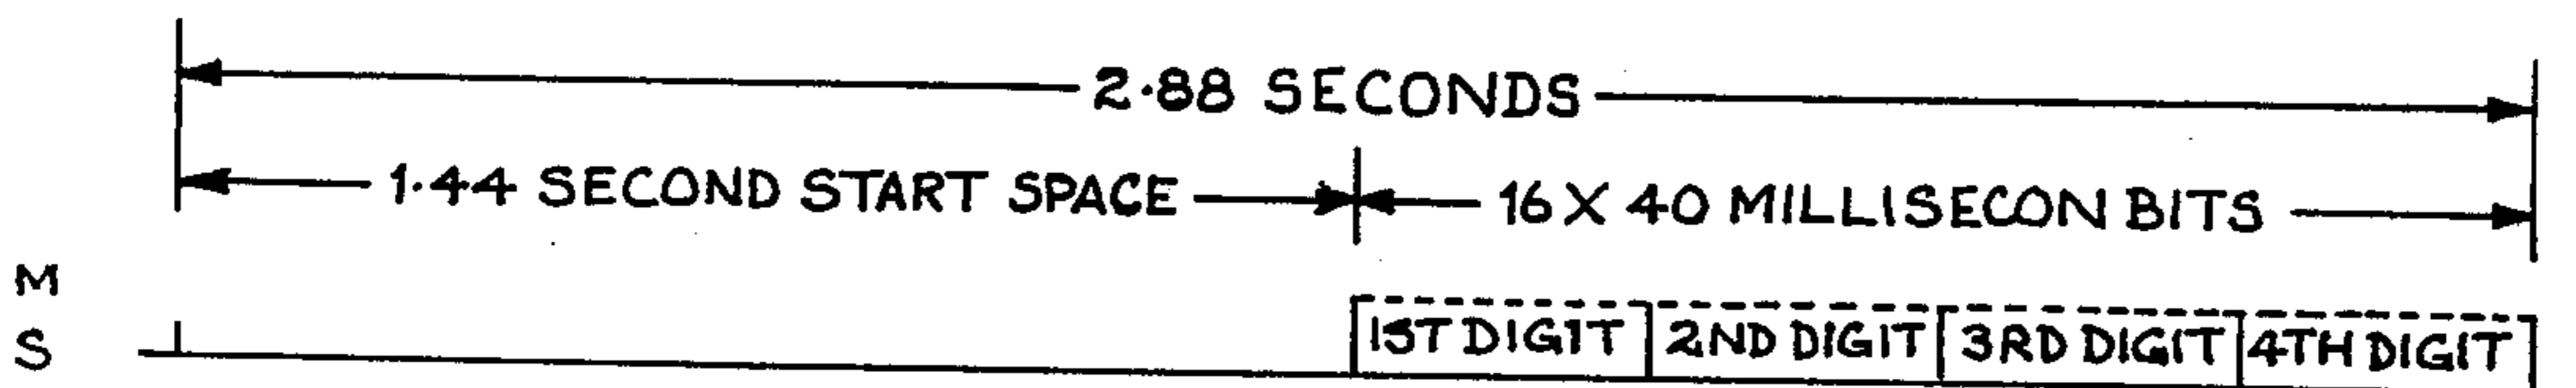 2·88 SECONDS
1·44 SECOND START SPACE 16 X 40 MILLISECON BITS
M
S 1ST DIGIT 2ND DIGIT 3RD DIGIT 4TH DIGIT